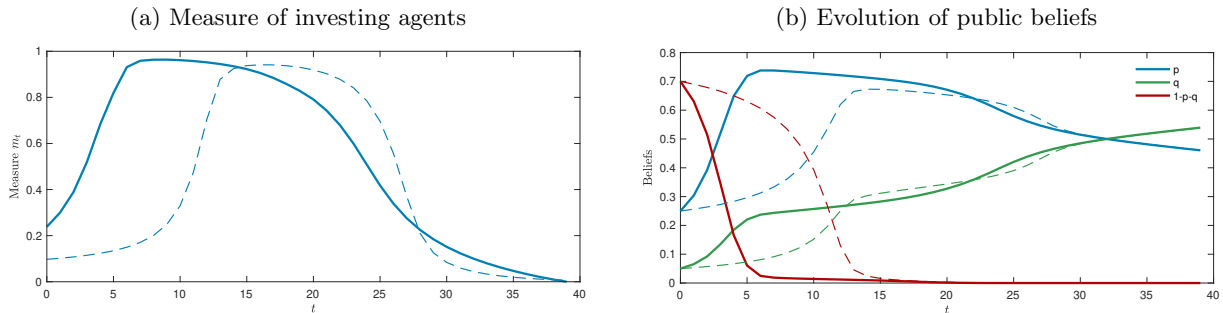 (a) Measure of investing agents
Measure mₜ
1
0.8
0.6
0.4
0.2
0
0 5 10 15 20 25 30 35 40
t
(b) Evolution of public beliefs
Beliefs
0.8
0.7
0.6
0.5
0.4
0.3
0.2
0.1
0
p
q
1-p-q
0 5 10 15 20 25 30 35 40
t